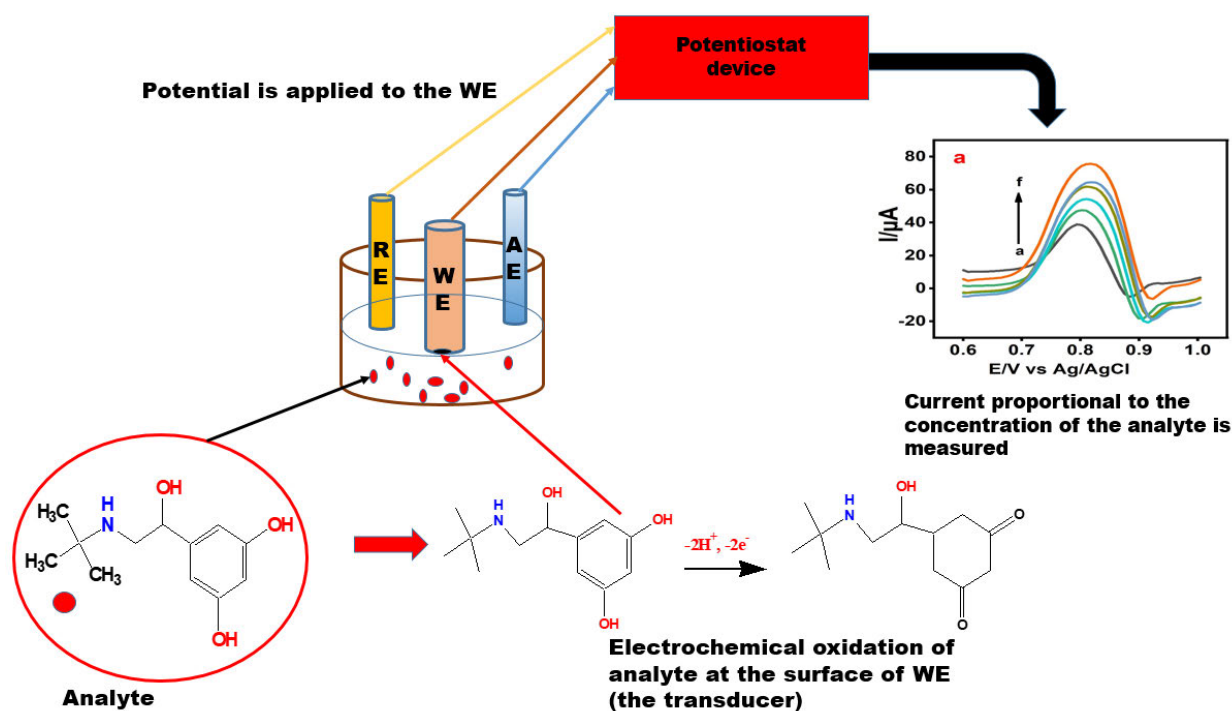 Potentiostat
device
Potential is applied to the WE
R
E
W
E
A
E
a
f
a
80
60
40
20
0
-20
I/µA
0.6 0.7 0.8 0.9 1.0
E/V vs Ag/AgCl
Current proportional to the
concentration of the analyte is
measured
H
N
OH
H₃C
H₃C
CH₃
OH
OH
Analyte
H
N
OH
OH
OH
-2H⁺, -2e⁻
H
N
OH
O
O
Electrochemical oxidation of
analyte at the surface of WE
(the transducer)